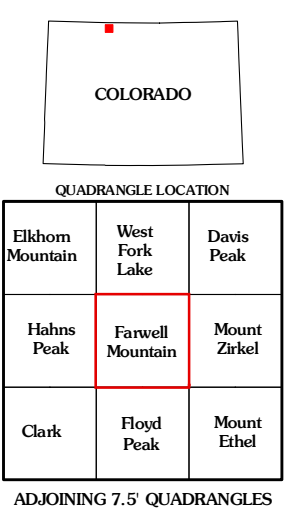 COLORADO
QUADRANGLE LOCATION
Elkhorn
Mountain
West
Fork
Lake
Davis
Peak
Hahns
Peak
Farwell
Mountain
Mount
Zirkel
Clark
Floyd
Peak
Mount
Ethel
ADJOINING 7.5' QUADRANGLES